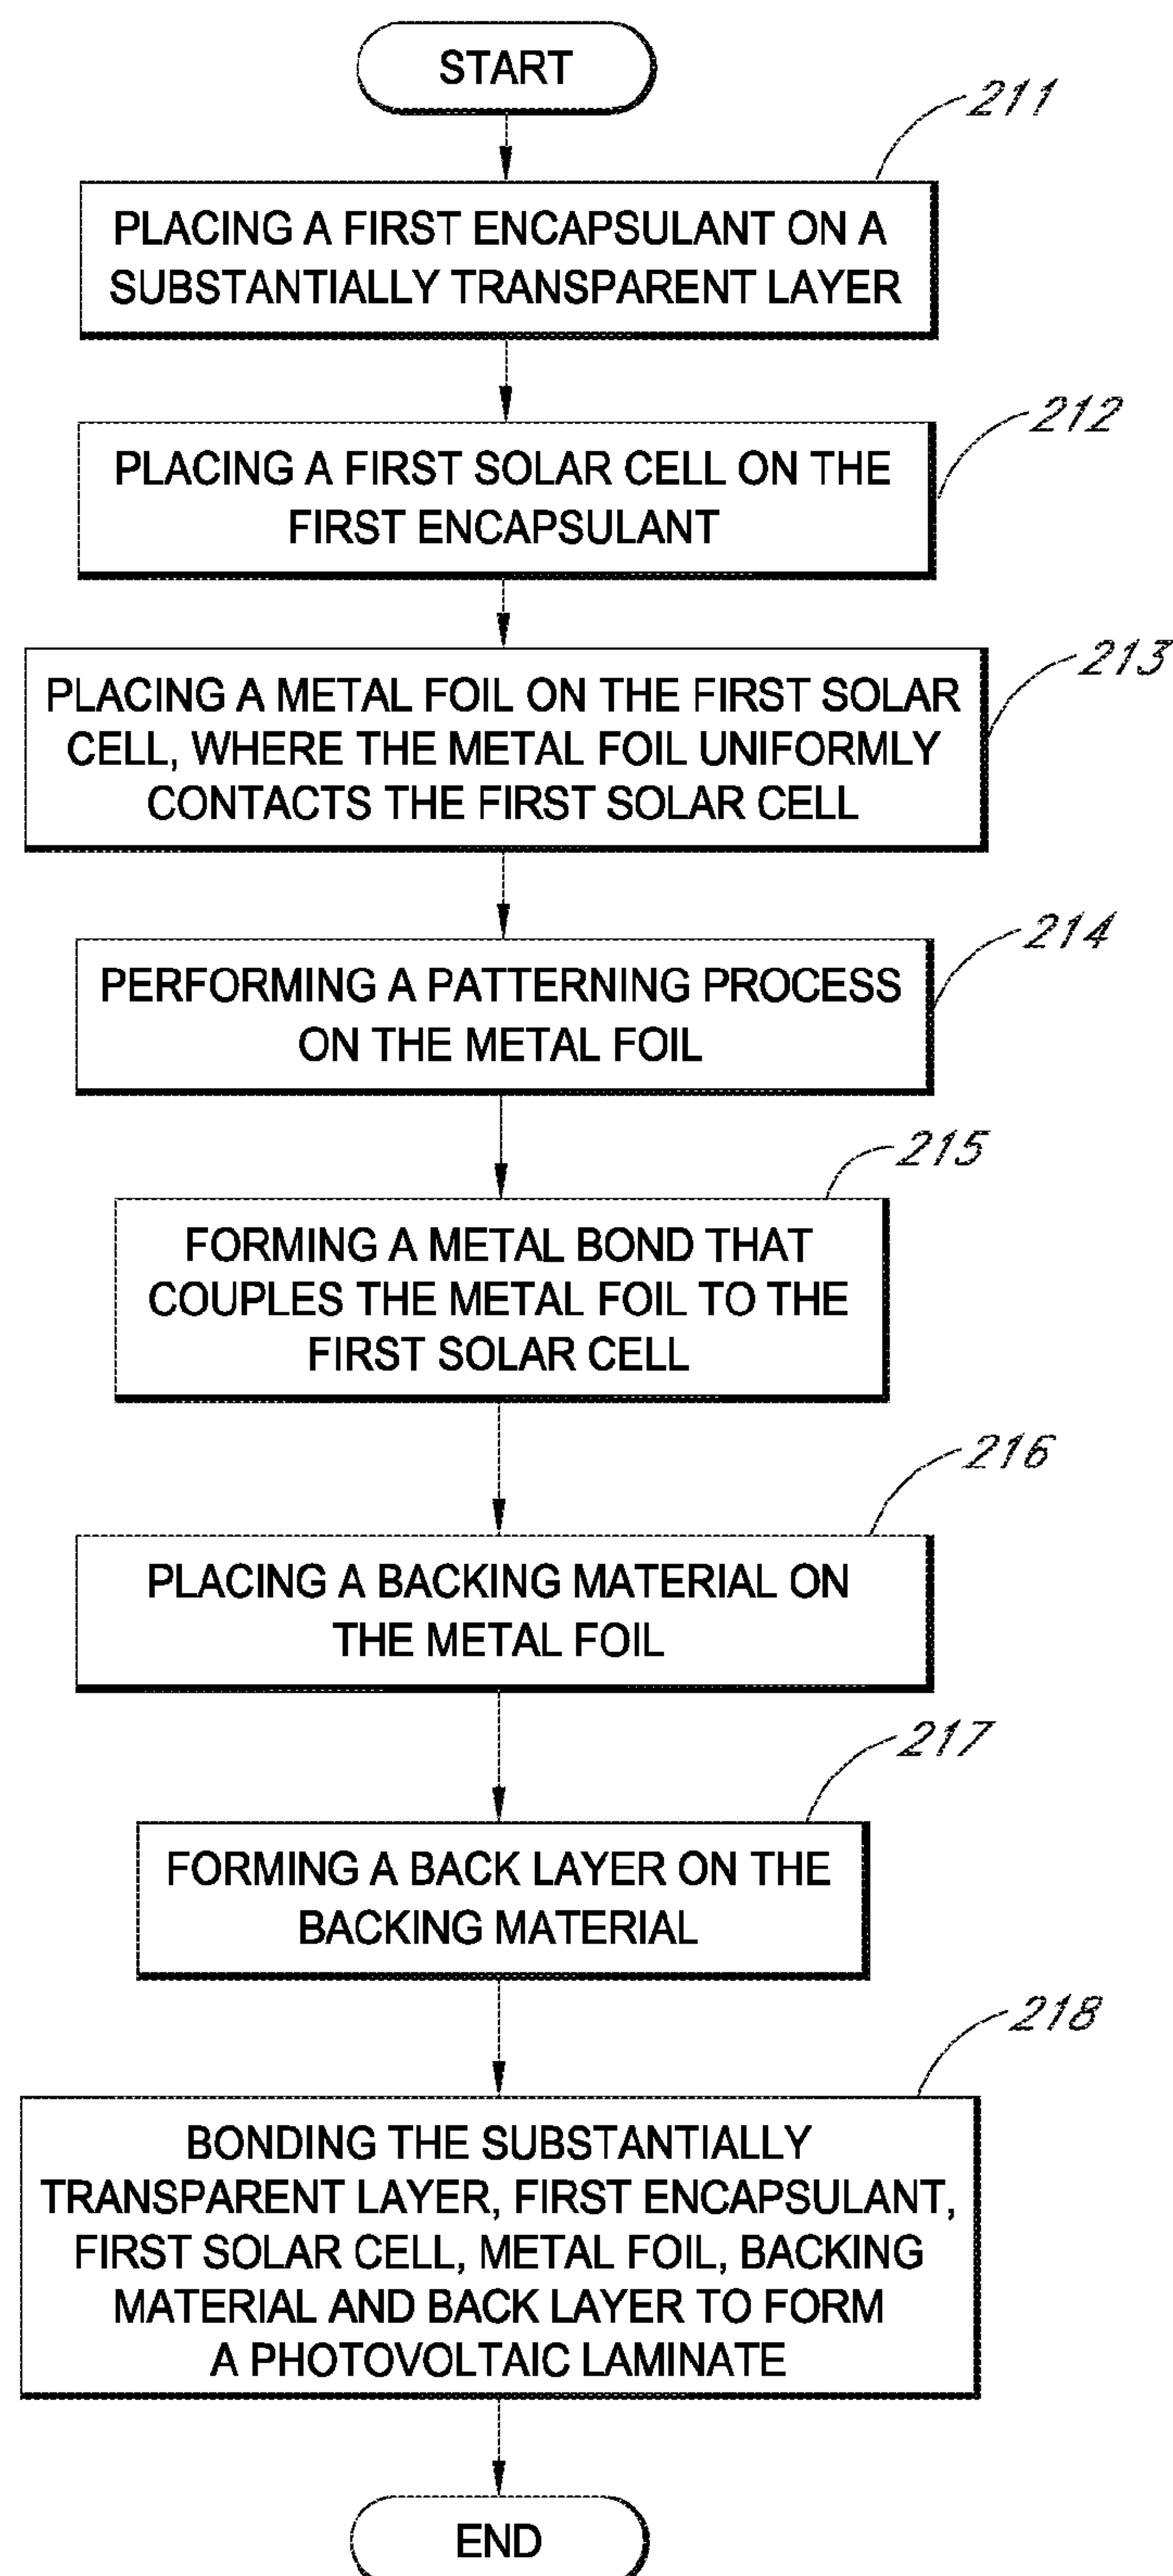 START
211
PLACING A FIRST ENCAPSULANT ON A
SUBSTANTIALLY TRANSPARENT LAYER
212
PLACING A FIRST SOLAR CELL ON THE
FIRST ENCAPSULANT
213
PLACING A METAL FOIL ON THE FIRST SOLAR
CELL, WHERE THE METAL FOIL UNIFORMLY
CONTACTS THE FIRST SOLAR CELL
214
PERFORMING A PATTERNING PROCESS
ON THE METAL FOIL
215
FORMING A METAL BOND THAT
COUPLES THE METAL FOIL TO THE
FIRST SOLAR CELL
216
PLACING A BACKING MATERIAL ON
THE METAL FOIL
217
FORMING A BACK LAYER ON THE
BACKING MATERIAL
218
BONDING THE SUBSTANTIALLY
TRANSPARENT LAYER, FIRST ENCAPSULANT,
FIRST SOLAR CELL, METAL FOIL, BACKING
MATERIAL AND BACK LAYER TO FORM
A PHOTOVOLTAIC LAMINATE
END